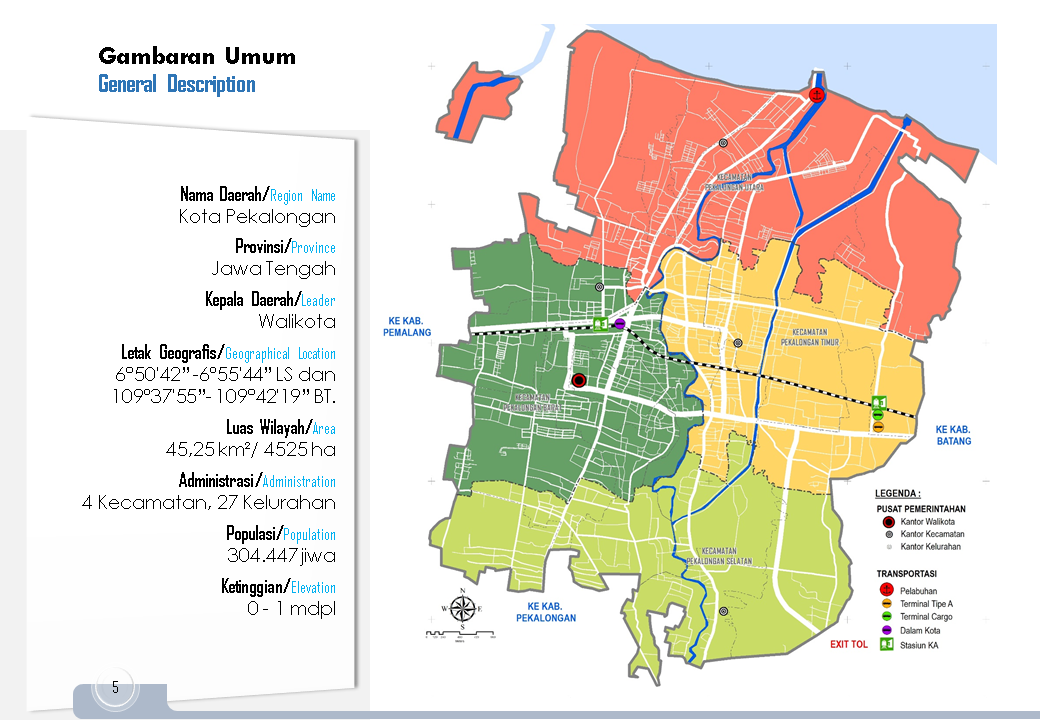 Gambaran Umum
General Description
Nama Daerah/Region Name
Kota Pekalongan
Provinsi/Province
Jawa Tengah
Kepala Daerah/Leader
Walikota
Letak Geografis/Geographical Location
6°50'42”-6°55'44” LS dan
109°37'55”- 109°42'19” BT.
Luas Wilayah/Area
45,25 km²/ 4525 ha
Administrasi/Administration
4 Kecamatan, 27 Kelurahan
Populasi/Population
304.447 jiwa
Ketinggian/Elevation
0 - 1 mdpl
5
KECAMATAN
PEKALONGAN UTARA
KE KAB.
PEMALANG
KECAMATAN
PEKALONGAN TIMUR
KECAMATAN
PEKALONGAN BARAT
KE KAB.
BATANG
KECAMATAN
PEKALONGAN SELATAN
KE KAB.
PEKALONGAN
EXIT TOL
N
W
E
S
LEGENDA :
PUSAT PEMERINTAHAN
Kantor Walikota
Kantor Kecamatan
Kantor Kelurahan
TRANSPORTASI
Pelabuhan
Terminal Tipe A
Terminal Cargo
Dalam Kota
Stasiun KA